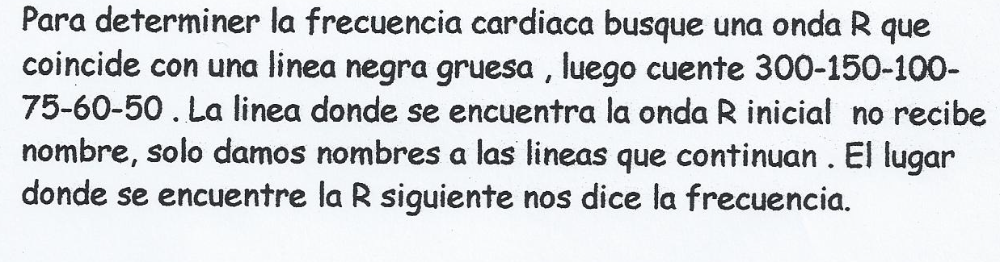 Para determiner la frecuencia cardiaca busque una onda R que
coincide con una linea negra gruesa , luego cuente 300-150-100-
75-60-50 . La linea donde se encuentra la onda R inicial no recibe
nombre, solo damos nombres a las lineas que continuan . El lugar
donde se encuentre la R siguiente nos dice la frecuencia.